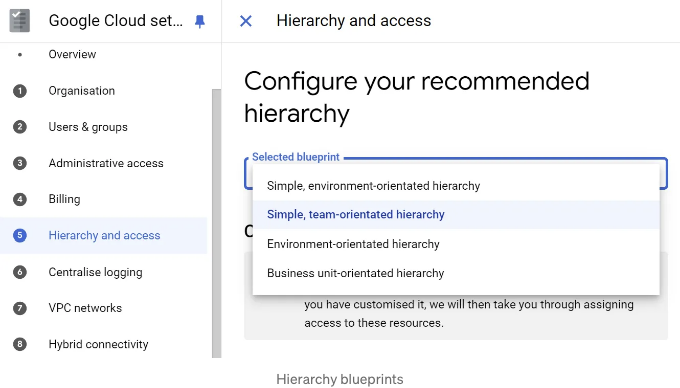 Google Cloud set...
Hierarchy and access
Overview
1 Organisation
2 Users & groups
3 Administrative access
4 Billing
5 Hierarchy and access
6 Centralise logging
7 VPC networks
8 Hybrid connectivity
Configure your recommended
hierarchy
Selected blueprint
Simple, environment-orientated hierarchy
Simple, team-orientated hierarchy
Environment-orientated hierarchy
Business unit-orientated hierarchy
you have customised it, we will then take you through assigning
access to these resources.
Hierarchy blueprints